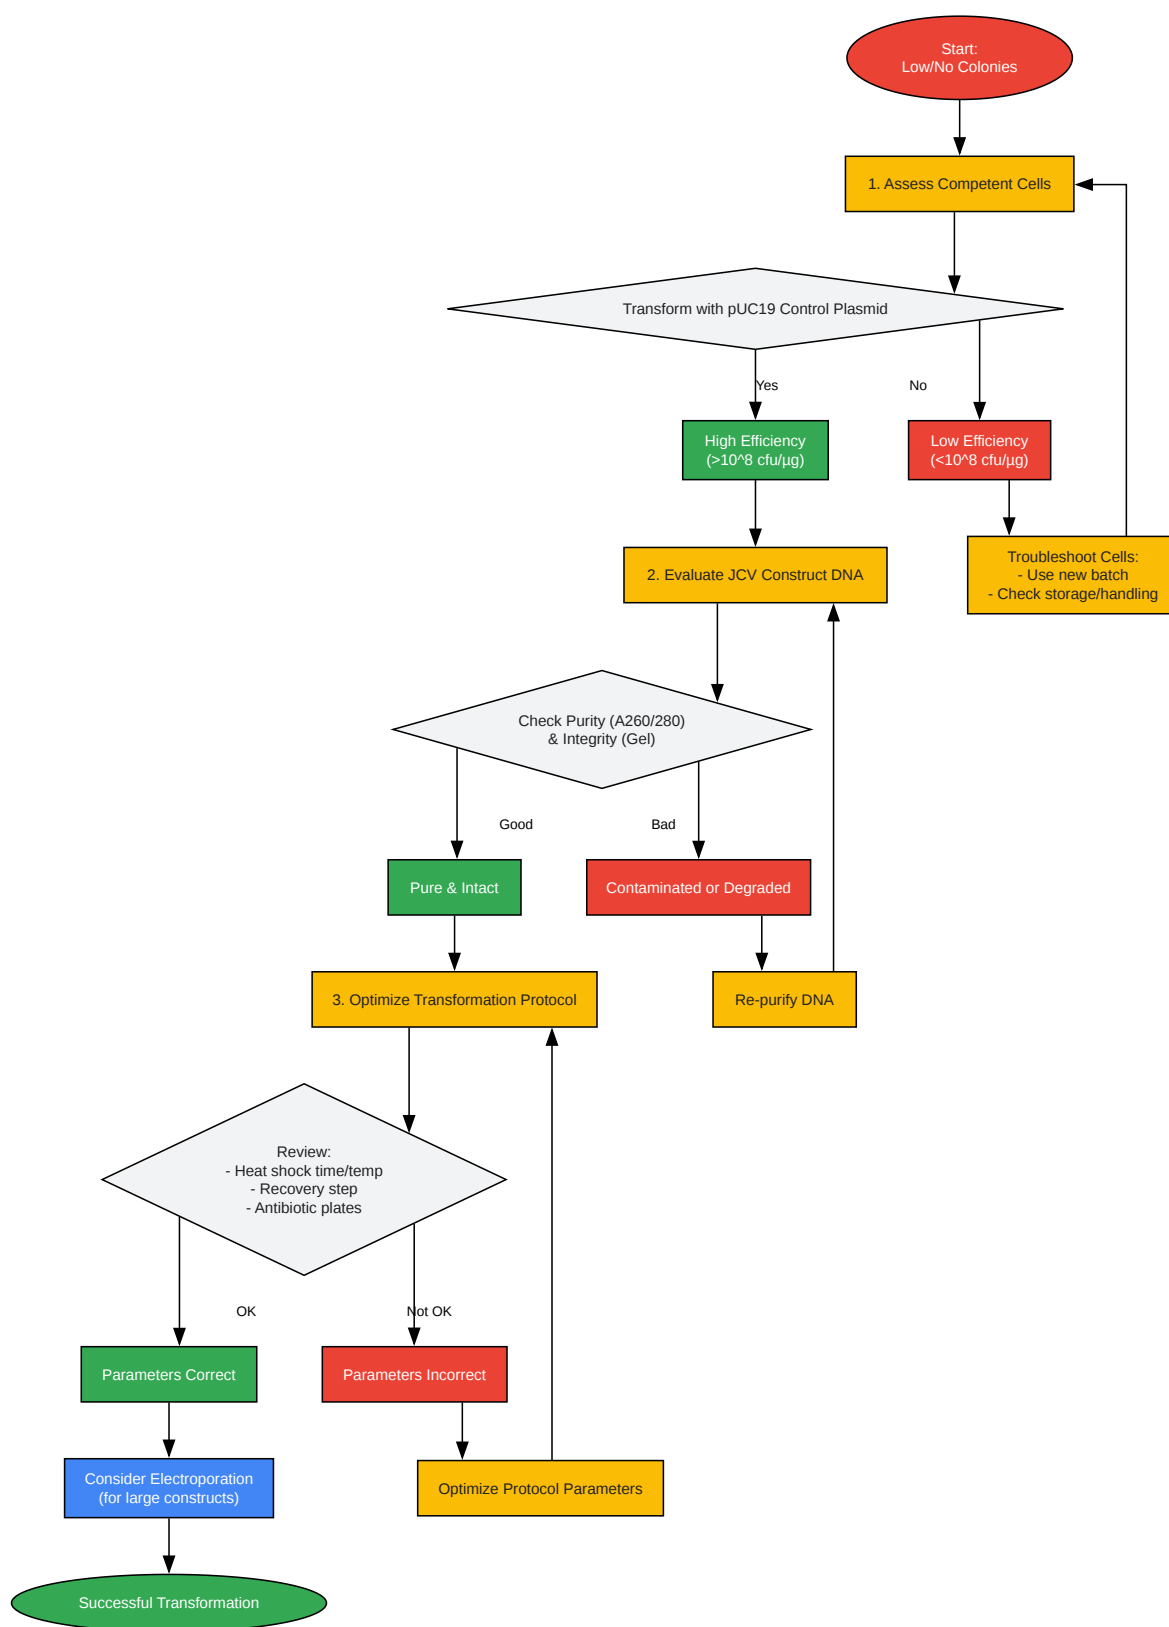 Start:
Low/No Colonies
1. Assess Competent Cells
Transform with pUC19 Control Plasmid
Yes
No
High Efficiency
(>10^8 cfu/µg)
Low Efficiency
(<10^8 cfu/µg)
Troubleshoot Cells:
- Use new batch
- Check storage/handling
2. Evaluate JCV Construct DNA
Check Purity (A260/280)
& Integrity (Gel)
Good
Bad
Pure & Intact
Contaminated or Degraded
3. Optimize Transformation Protocol
Re-purify DNA
Review:
- Heat shock time/temp
- Recovery step
- Antibiotic plates
OK
Not OK
Parameters Correct
Parameters Incorrect
Consider Electroporation
(for large constructs)
Optimize Protocol Parameters
Successful Transformation